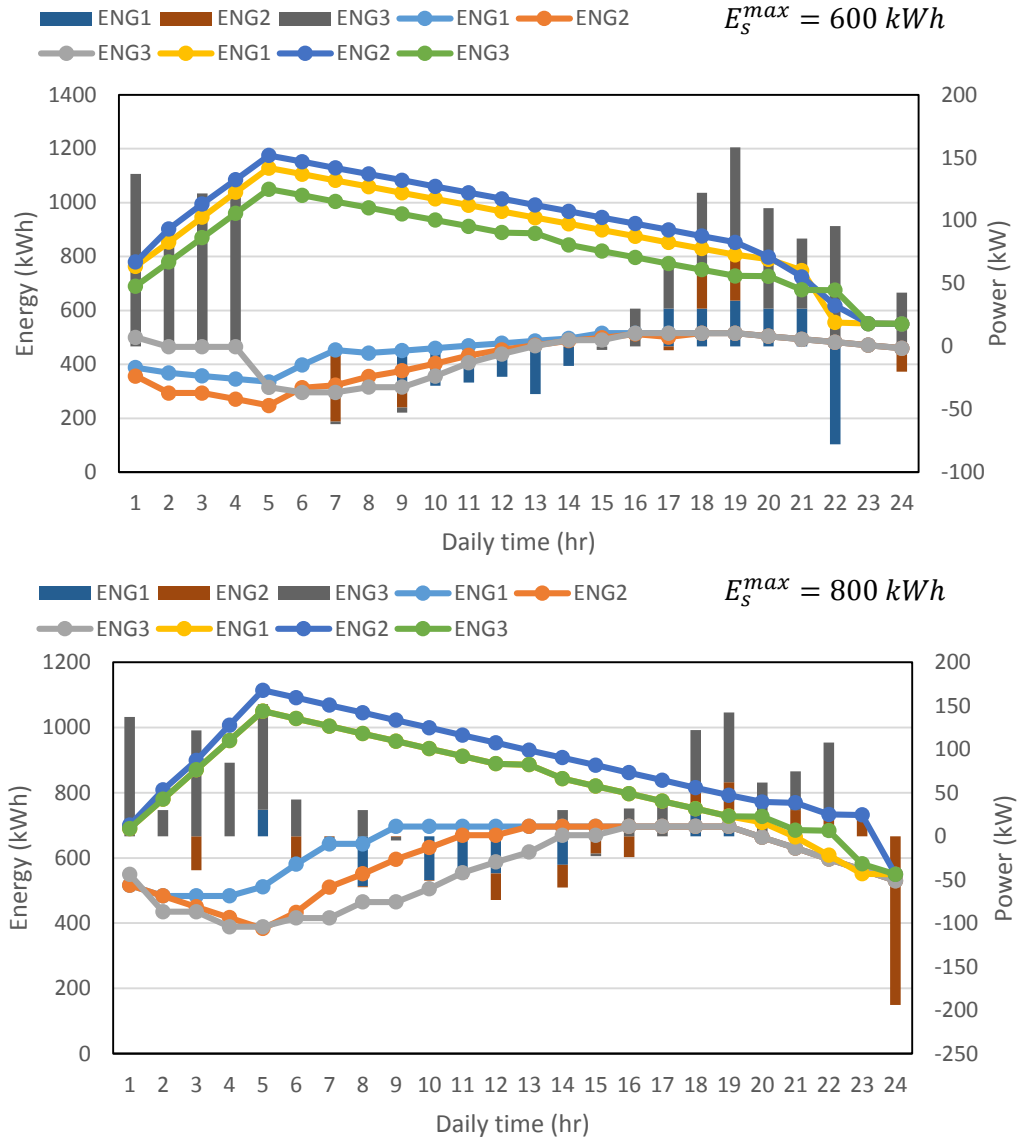 ENG1 ENG2 ENG3 ENG1 ENG2
ENG3 ENG1 ENG2 ENG3
E_s^max = 600 kWh
1400 200
1200 150
1000 100
800 50
600 0
400 -50
200 -100
0
Energy (kWh)
Power (kW)
1 2 3 4 5 6 7 8 9 10 11 12 13 14 15 16 17 18 19 20 21 22 23 24
Daily time (hr)
ENG1 ENG2 ENG3 ENG1 ENG2
ENG3 ENG1 ENG2 ENG3
E_s^max = 800 kWh
1200 200
1000 150
800 100
600 50
400 0
200 -50
0 -100
-150
-200
-250
Energy (kWh)
Power (kW)
1 2 3 4 5 6 7 8 9 10 11 12 13 14 15 16 17 18 19 20 21 22 23 24
Daily time (hr)